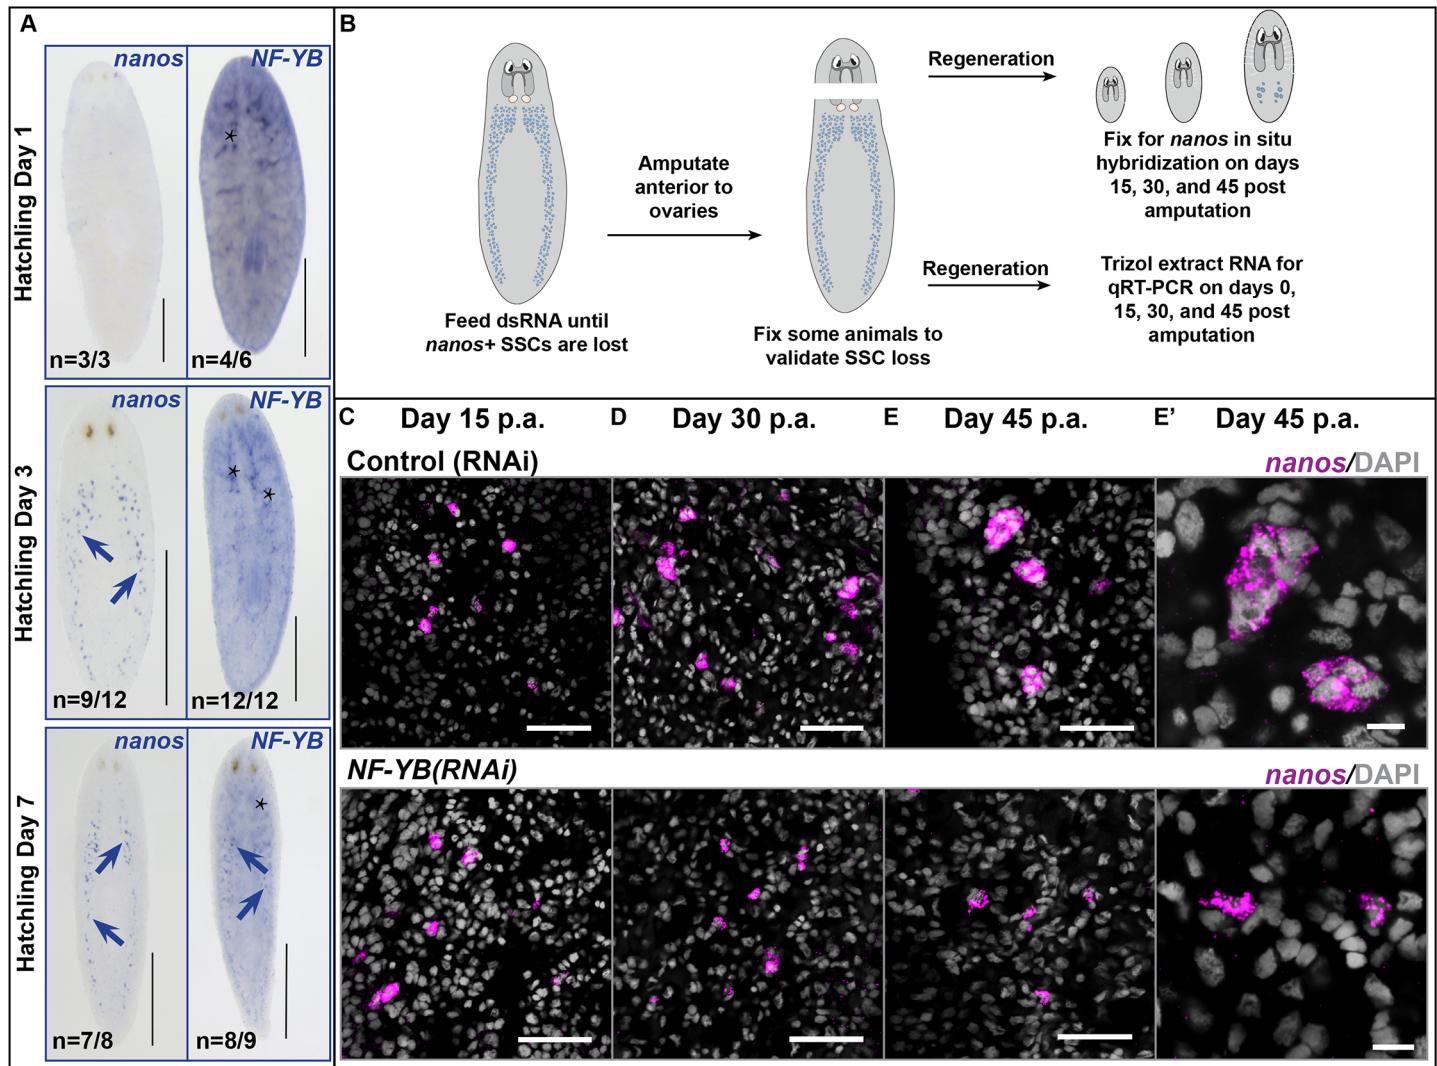 A
nanos
NF-YB
Hatchling Day 1
n=3/3
n=4/6
nanos
NF-YB
Hatchling Day 3
n=9/12
n=12/12
nanos
NF-YB
Hatchling Day 7
n=7/8
n=8/9
B
Feed dsRNA until
nanos+ SSCs are lost
Amputate
anterior to
ovaries
Fix some animals to
validate SSC loss
Regeneration
Fix for nanos in situ
hybridization on days
15, 30, and 45 post
amputation
Regeneration
Trizol extract RNA for
qRT-PCR on days 0,
15, 30, and 45 post
amputation
C Day 15 p.a.
D Day 30 p.a.
E Day 45 p.a.
E’ Day 45 p.a.
Control (RNAi)
nanos/DAPI
NF-YB(RNAi)
nanos/DAPI